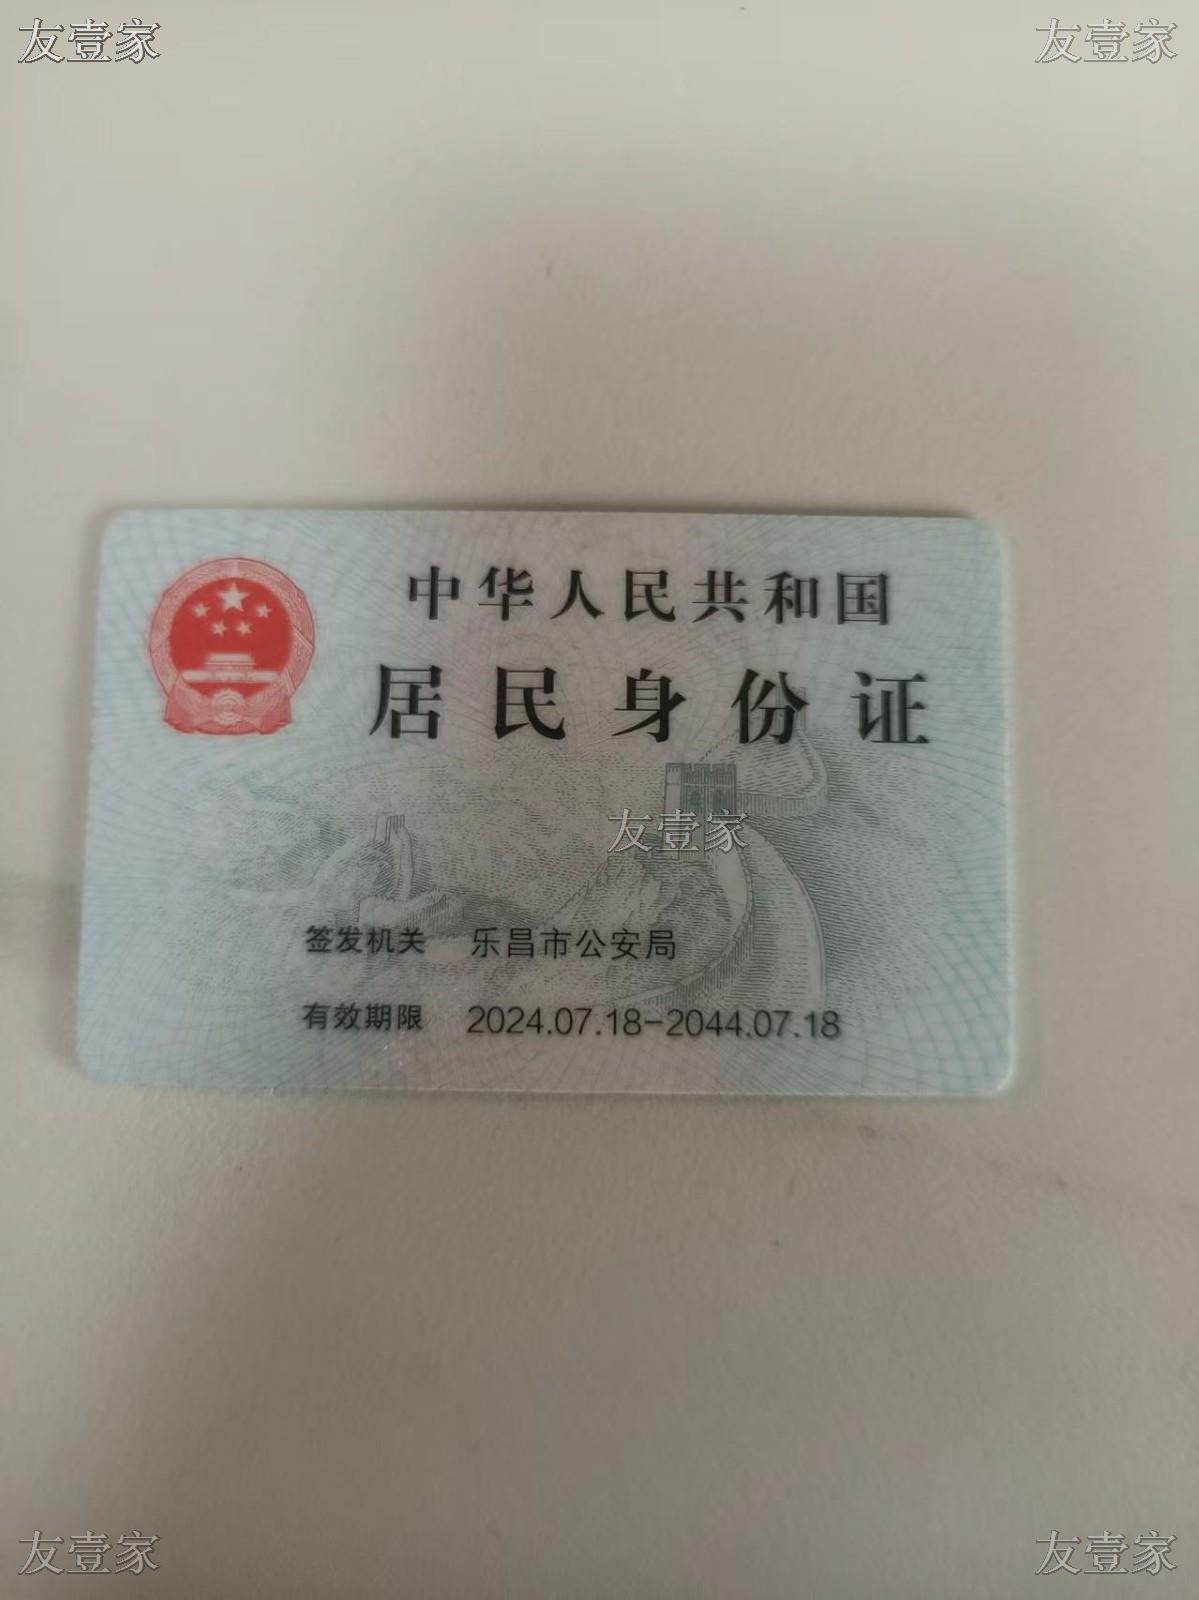 友壹家 友壹家
中华人民共和国
居民身份证
友壹家
签发机关 乐昌市公安局
有效期限 2024.07.18-2044.07.18
友壹家 友壹家